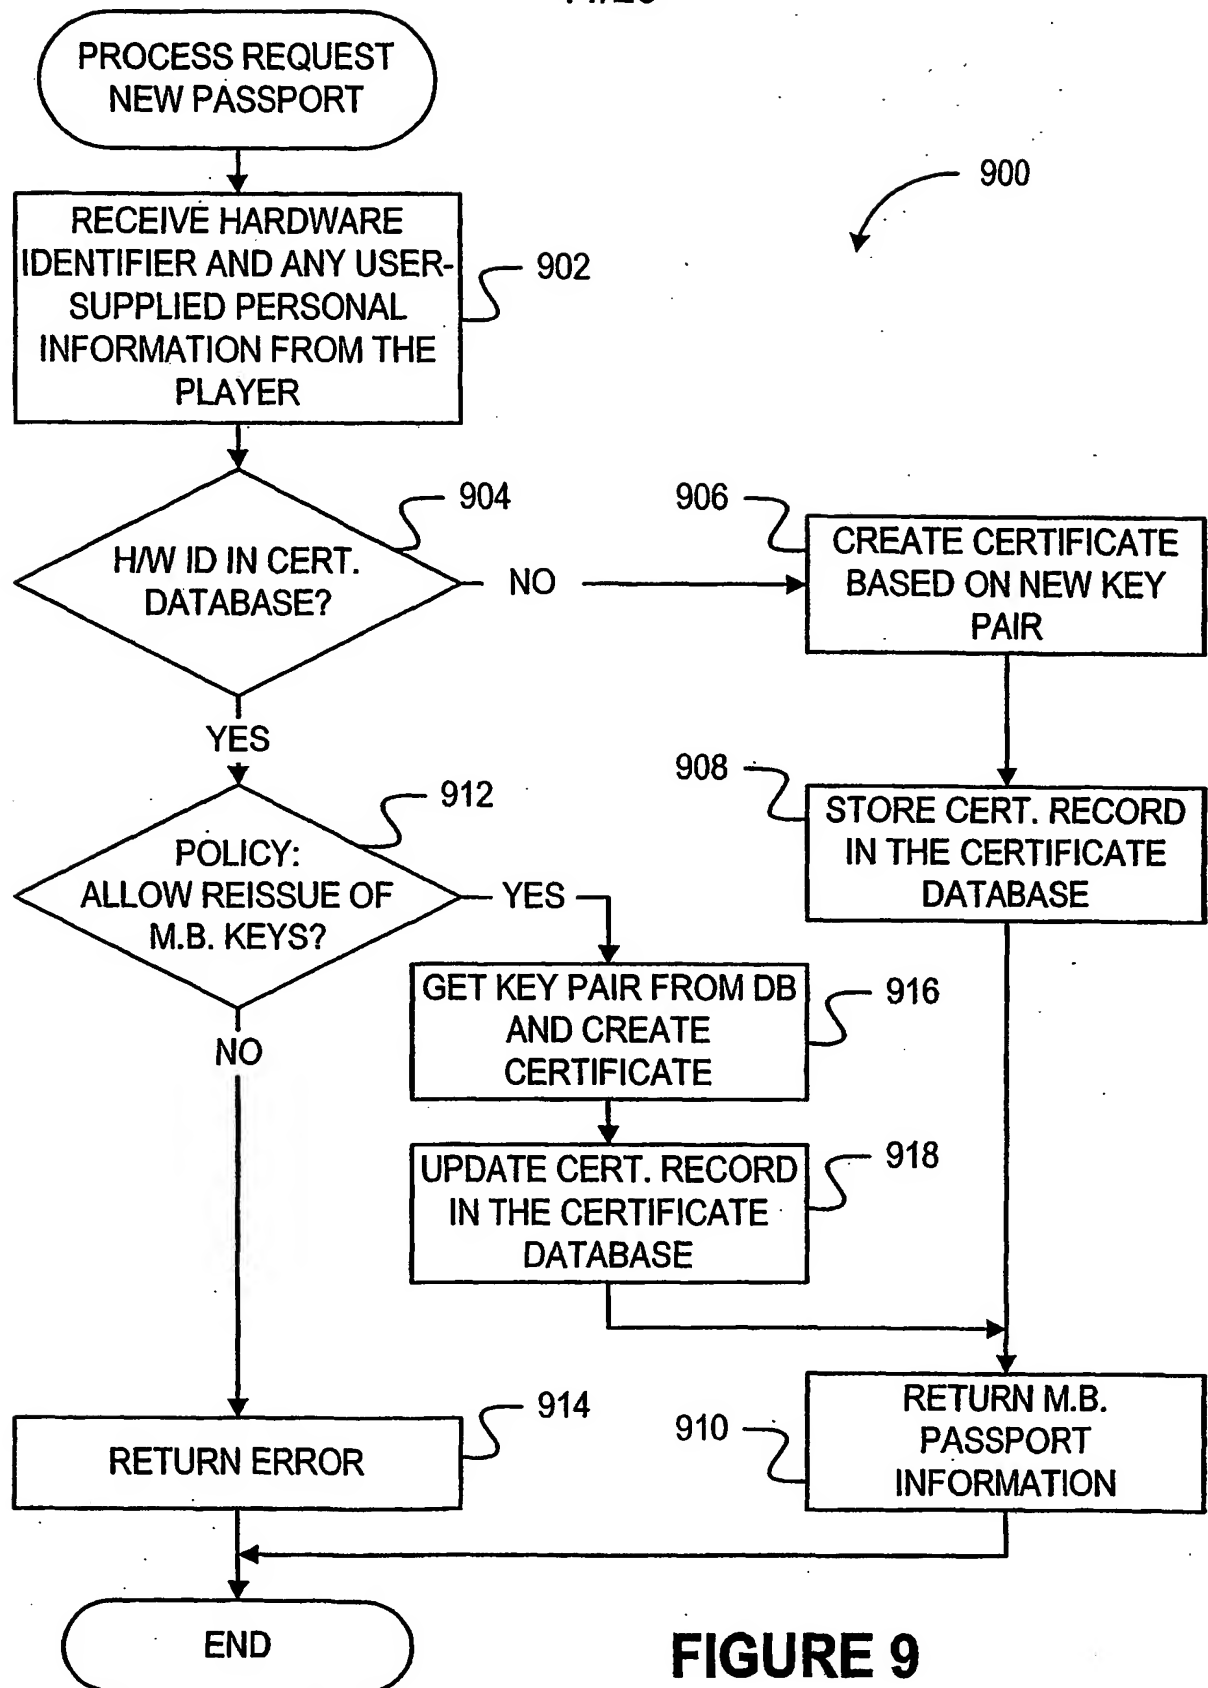 PROCESS REQUEST
NEW PASSPORT
900
RECEIVE HARDWARE
IDENTIFIER AND ANY USER-
SUPPLIED PERSONAL
INFORMATION FROM THE
PLAYER
902
904
H/W ID IN CERT.
DATABASE?
NO
906
CREATE CERTIFICATE
BASED ON NEW KEY
PAIR
YES
908
STORE CERT. RECORD
IN THE CERTIFICATE
DATABASE
912
POLICY:
ALLOW REISSUE OF
M.B. KEYS?
YES
NO
GET KEY PAIR FROM DB
AND CREATE
CERTIFICATE
916
UPDATE CERT. RECORD
IN THE CERTIFICATE
DATABASE
918
RETURN ERROR
914
910
RETURN M.B.
PASSPORT
INFORMATION
END
FIGURE 9